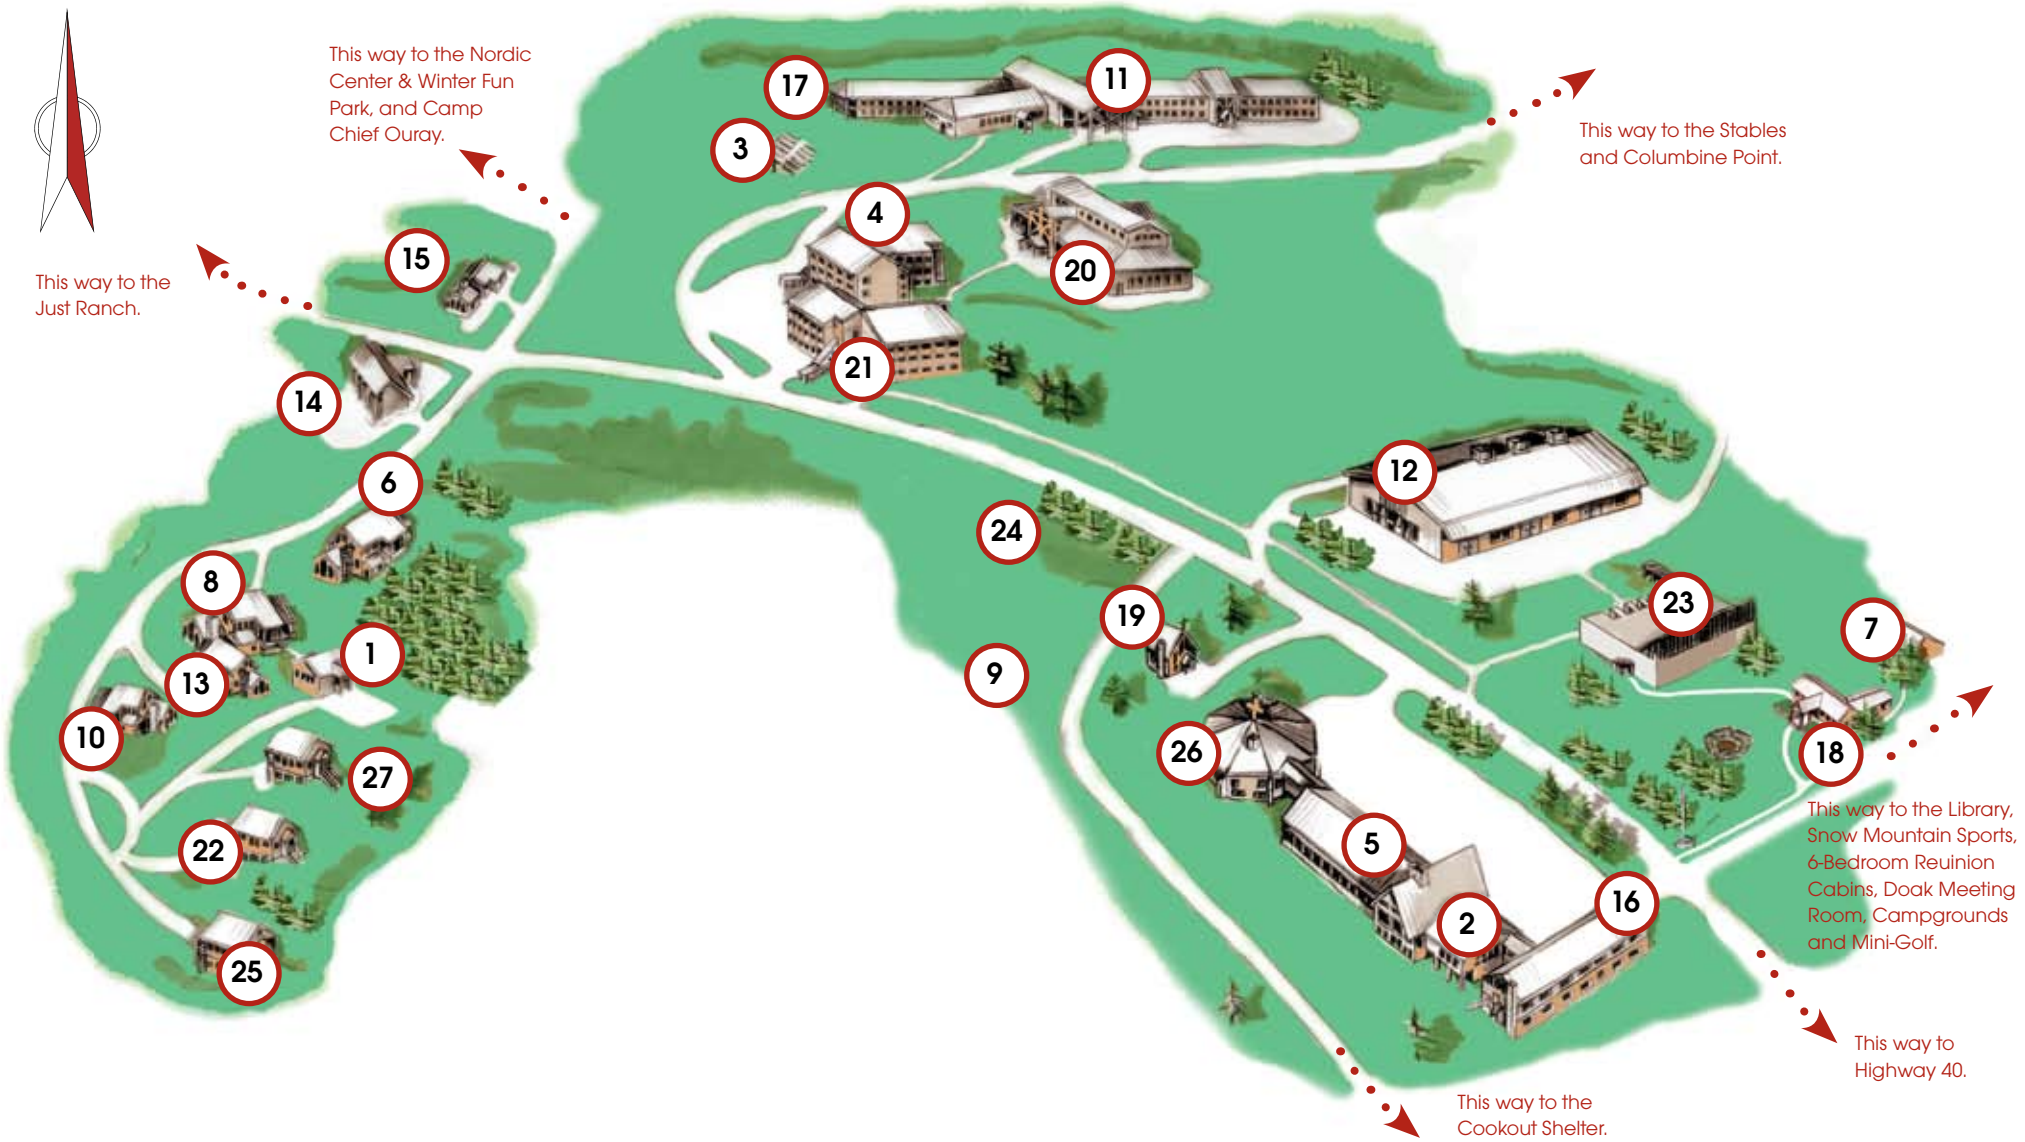 This way to the Nordic
Center & Winter Fun
Park, and Camp
Chief Ouray.
17
11
3
This way to the Stables
and Columbine Point.
4
15
20
This way to the
Just Ranch.
21
14
12
6
24
8
23
19
7
1
13
9
10
26
18
27
This way to the Library,
Snow Mountain Sports,
6-Bedroom Reuinion
Cabins, Doak Meeting
Room, Campgrounds
and Mini-Golf.
5
22
16
2
25
This way to
Highway 40.
This way to the
Cookout Shelter.